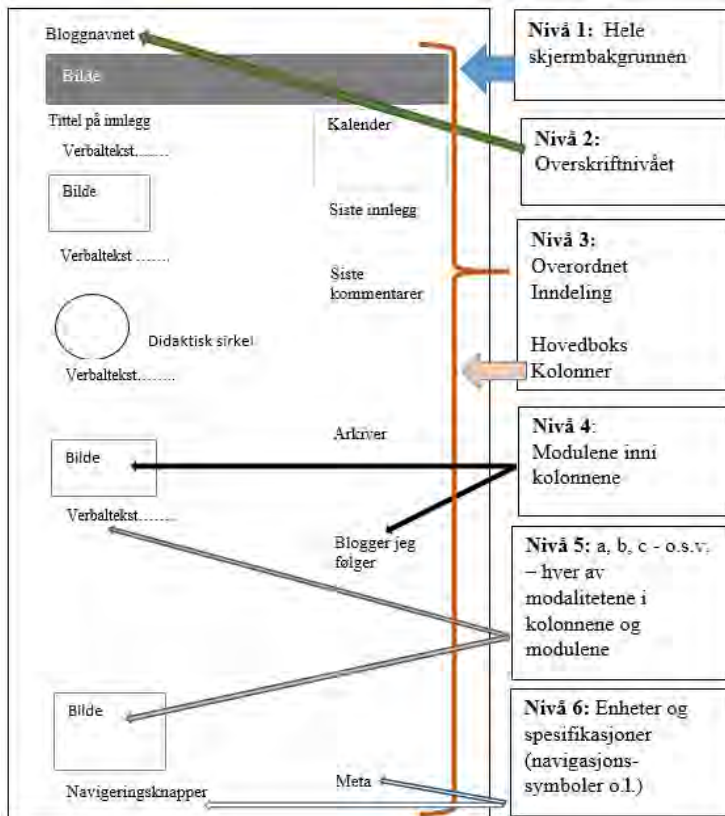 Bloggnavnet
Bilde
Tittel på innlegg
Verbaltekst.......
Bilde
Verbaltekst .......
Didaktisk sirkel
Verbaltekst.......
Bilde
Verbaltekst.......
Bilde
Navigeringsknapper
Kalender
Siste innlegg
Siste
kommentarer
Arkiver
Blogger jeg
følger
Meta
Nivå 1: Hele
skjermbakgrunnen
Nivå 2:
Overskriftnivået
Nivå 3:
Overordnet
Inndeling
Hovedboks
Kolonner
Nivå 4:
Modulene inni
kolonnene
Nivå 5: a, b, c - o.s.v.
– hver av
modalitetene i
kolonnene og
modulene
Nivå 6: Enheter og
spesifikasjoner
(navigasjons-
symboler o.l.)